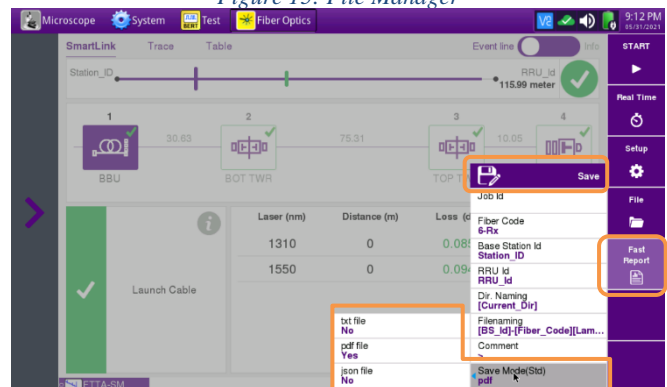 Figure 15: File Manager
Microscope System Test Fiber Optics V2 9:12 PM
05/31/2021
SmartLink Trace Table Event line Info START
Station_ID RRU_Id
115.99 meter
Real Time
1 2 3 4
30.63 75.31 10.05
Setup
BBU BOT TWR TOP T
Save
File
Job Id
Fiber Code
6-Rx
Base Station Id
Station_ID
RRU Id
RRU_Id
Dir. Naming
[Current_Dir]
Filenaming
[BS_Id]-[Fiber_Code][Lam...
Comment
>
Save Mode(Std)
pdf
Fast
Report
Laser (nm) Distance (m) Loss (d
1310 0 0.08
1550 0 0.09
Launch Cable
txt file
No
pdf file
Yes
json file
No
FTTA-SM